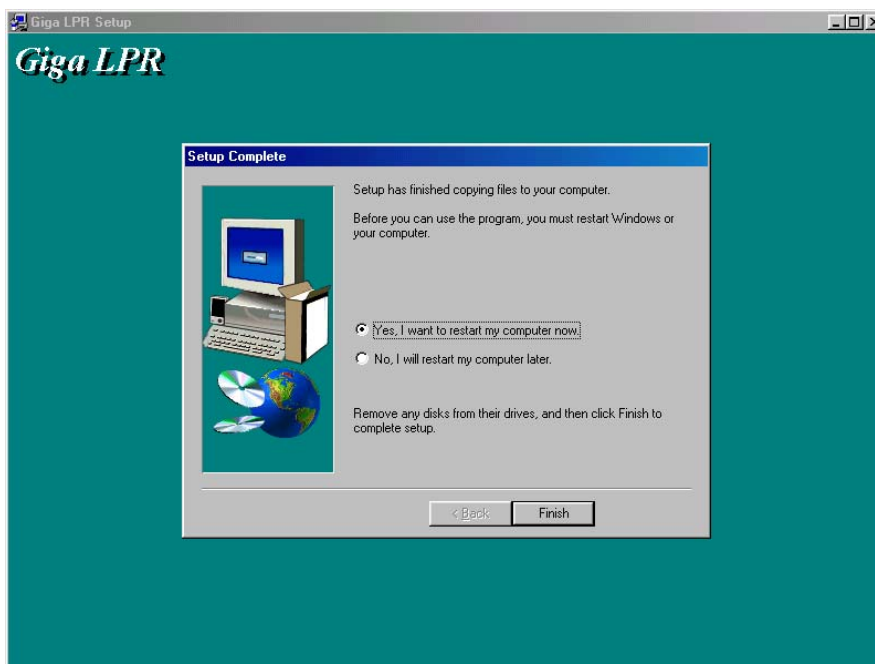 Giga LPR Setup
Giga LPR
Setup Complete
Setup has finished copying files to your computer.
Before you can use the program, you must restart Windows or
your computer.
Yes, I want to restart my computer now.
No, I will restart my computer later.
Remove any disks from their drives, and then click Finish to
complete setup.
< Back
Finish